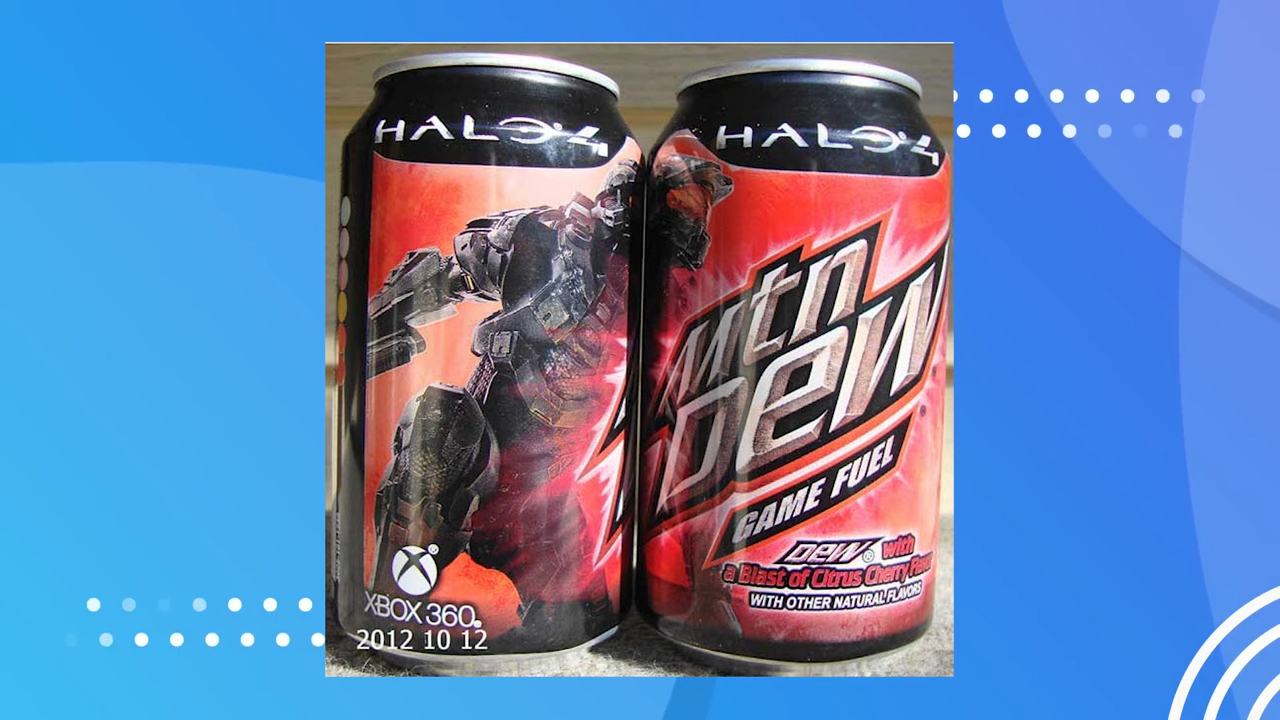 HALO 4
XBOX 360
2012 10 12
HALO 4
Mtn
Dew
GAME FUEL
Dew® with
a Blast of Citrus Cherry Flavor
WITH OTHER NATURAL FLAVORS